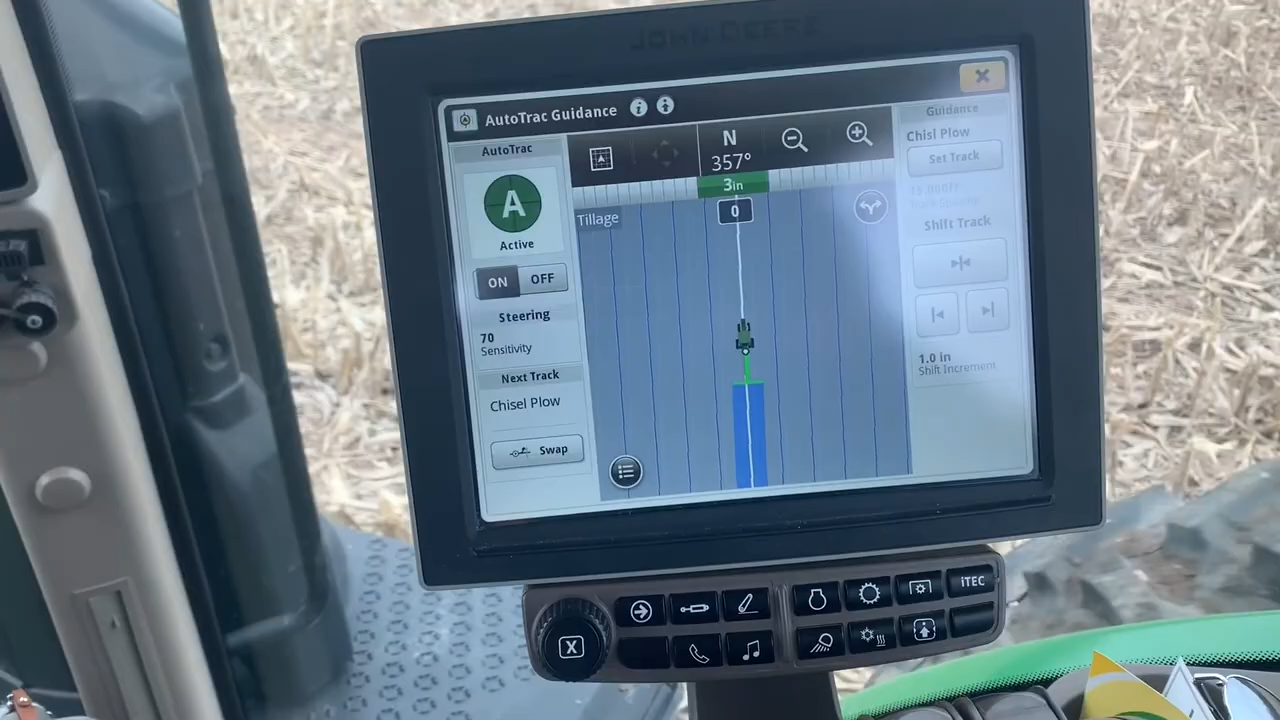 JOHN DEERE
AutoTrac Guidance
AutoTrac
A
Active
ON
OFF
Steering
70
Sensitivity
Next Track
Chisel Plow
Swap
N
357°
3in
0
Tillage
X
Guidance
Chisl Plow
Set Track
Shift Track
1.0 in
Shift Increment
iTEC
X